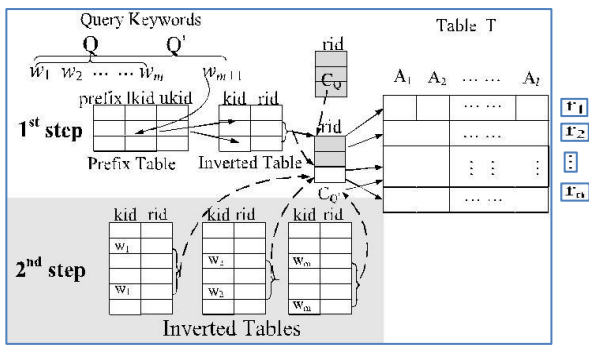 Query Keywords
Table T
Q Q'
rid
w1 w2 ... ... wm wm+1
CQ
A1 A2 ... ... Al
prefix lkid ukid
kid rid
1st step
rid
... ...
r1
... ...
r2
Prefix Table
Inverted Table
⋮ ⋮ ⋮
⋮
CQ'
... ...
rn
kid rid
kid rid
kid rid
w1
w2
wm
2nd step
w1
w2
wm
Inverted Tables